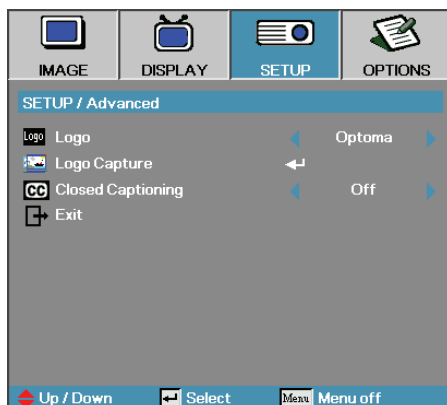 IMAGE DISPLAY SETUP OPTIONS
SETUP / Advanced
Logo Logo Optoma
Logo Capture
CC Closed Captioning Off
Exit
Up / Down Select Menu Menu off